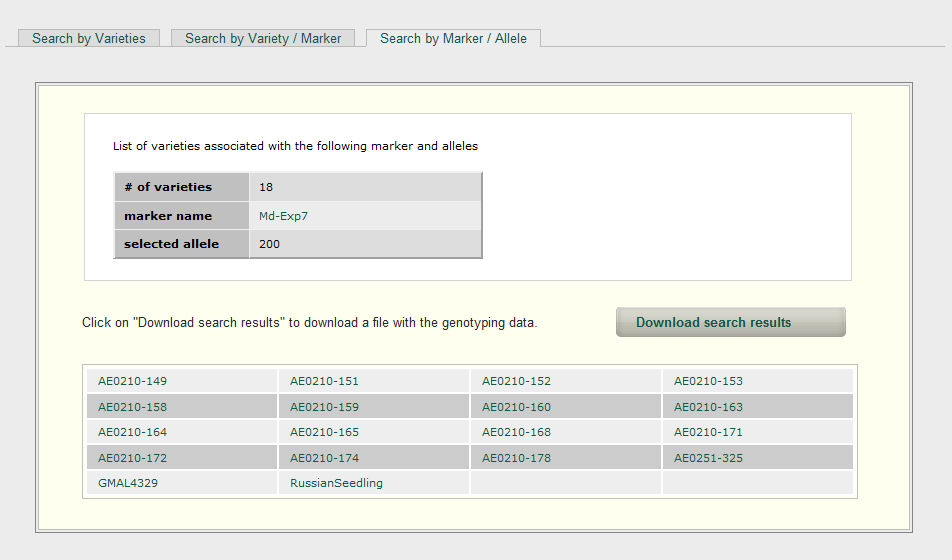 Search by Varieties Search by Variety / Marker Search by Marker / Allele
List of varieties associated with the following marker and alleles
# of varieties 18
marker name Md-Exp7
selected allele 200
Click on "Download search results" to download a file with the genotyping data. Download search results
AE0210-149 AE0210-151 AE0210-152 AE0210-153
AE0210-158 AE0210-159 AE0210-160 AE0210-163
AE0210-164 AE0210-165 AE0210-168 AE0210-171
AE0210-172 AE0210-174 AE0210-178 AE0251-325
GMAL4329 RussianSeedling